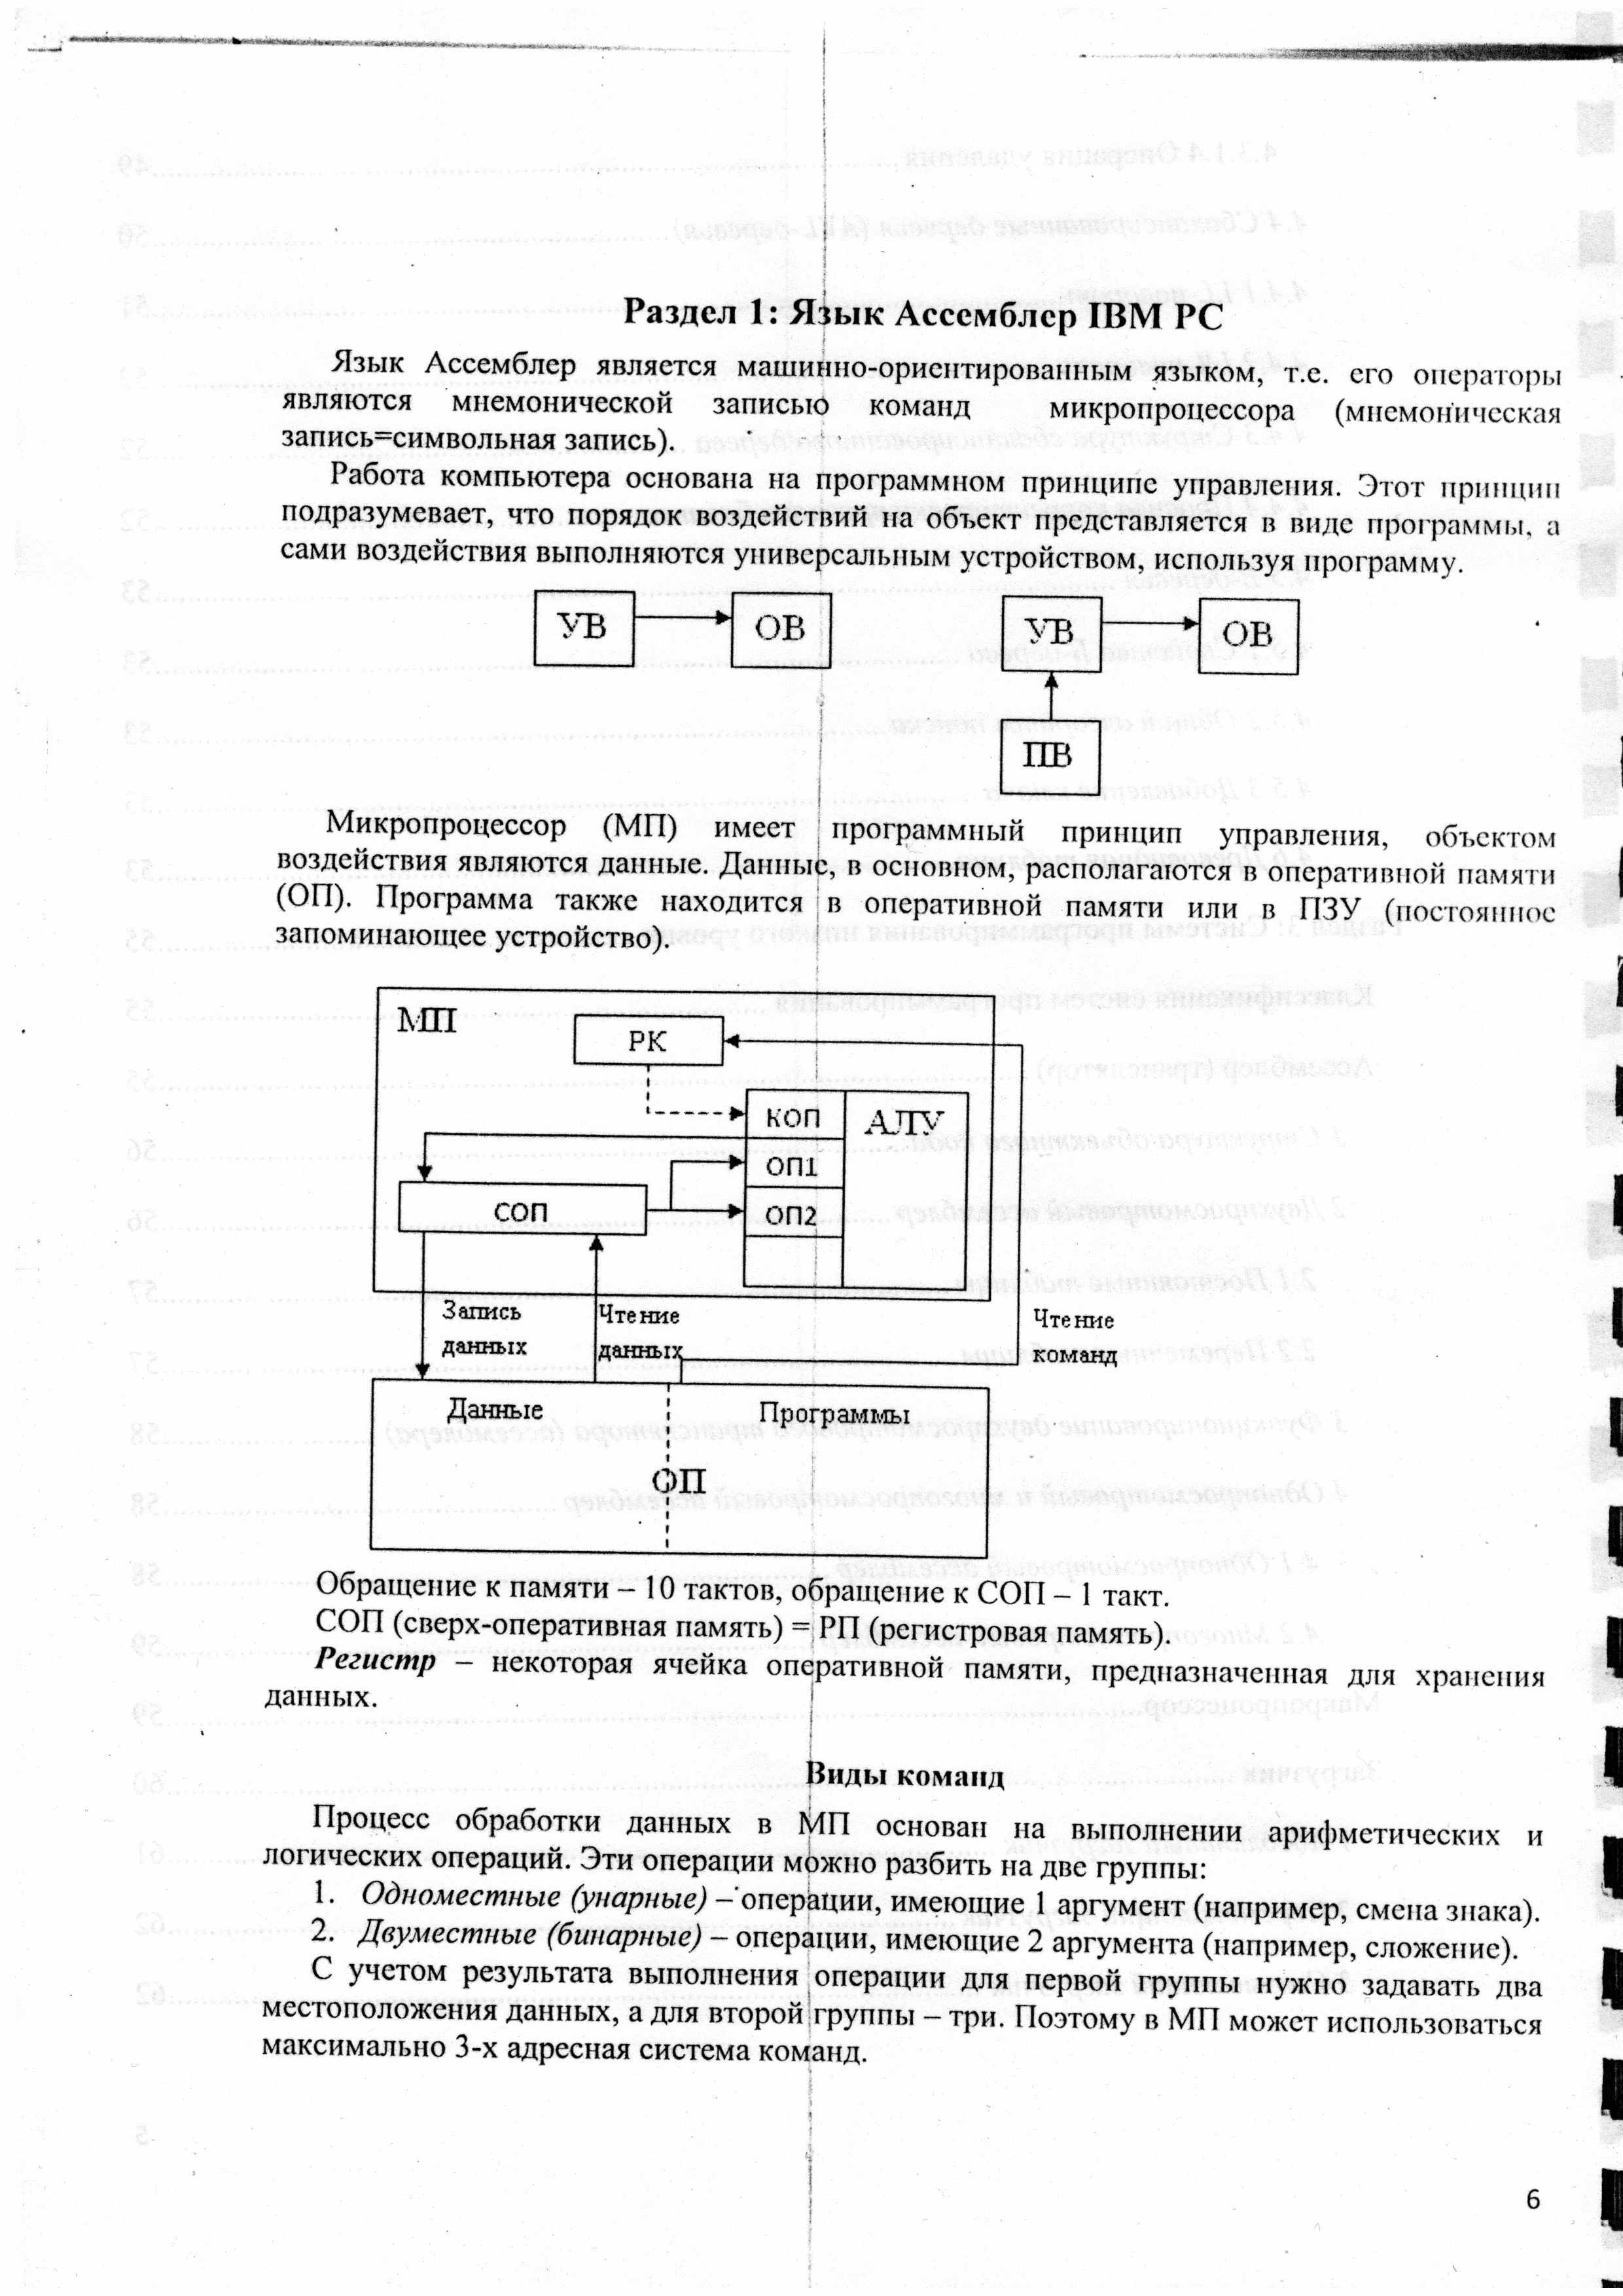 Раздел 1: Язык Ассемблер IBM PC
Язык Ассемблер является машинно-ориентированным языком, т.е. его операторы
являются мнемонической записью команд микропроцессора (мнемоническая
запись=символьная запись).
Работа компьютера основана на программном принципе управления. Этот принцип
подразумевает, что порядок воздействий на объект представляется в виде программы, а
сами воздействия выполняются универсальным устройством, используя программу.
УВ ОВ УВ ОВ
ПВ
Микропроцессор (МП) имеет программный принцип управления, объектом
воздействия являются данные. Данные, в основном, располагаются в оперативной памяти
(ОП). Программа также находится в оперативной памяти или в ПЗУ (постоянное
запоминающее устройство).
МП
РК
КОП АЛУ
ОП1
СОП ОП2
Запись Чтение Чтение
данных данных команд
Данные Программы
ОП
Обращение к памяти – 10 тактов, обращение к СОП – 1 такт.
СОП (сверх-оперативная память) = РП (регистровая память).
Регистр – некоторая ячейка оперативной памяти, предназначенная для хранения
данных.
Виды команд
Процесс обработки данных в МП основан на выполнении арифметических и
логических операций. Эти операции можно разбить на две группы:
1. Одноместные (унарные) – операции, имеющие 1 аргумент (например, смена знака).
2. Двуместные (бинарные) – операции, имеющие 2 аргумента (например, сложение).
С учетом результата выполнения операции для первой группы нужно задавать два
местоположения данных, а для второй группы – три. Поэтому в МП может использоваться
максимально 3-х адресная система команд.
6